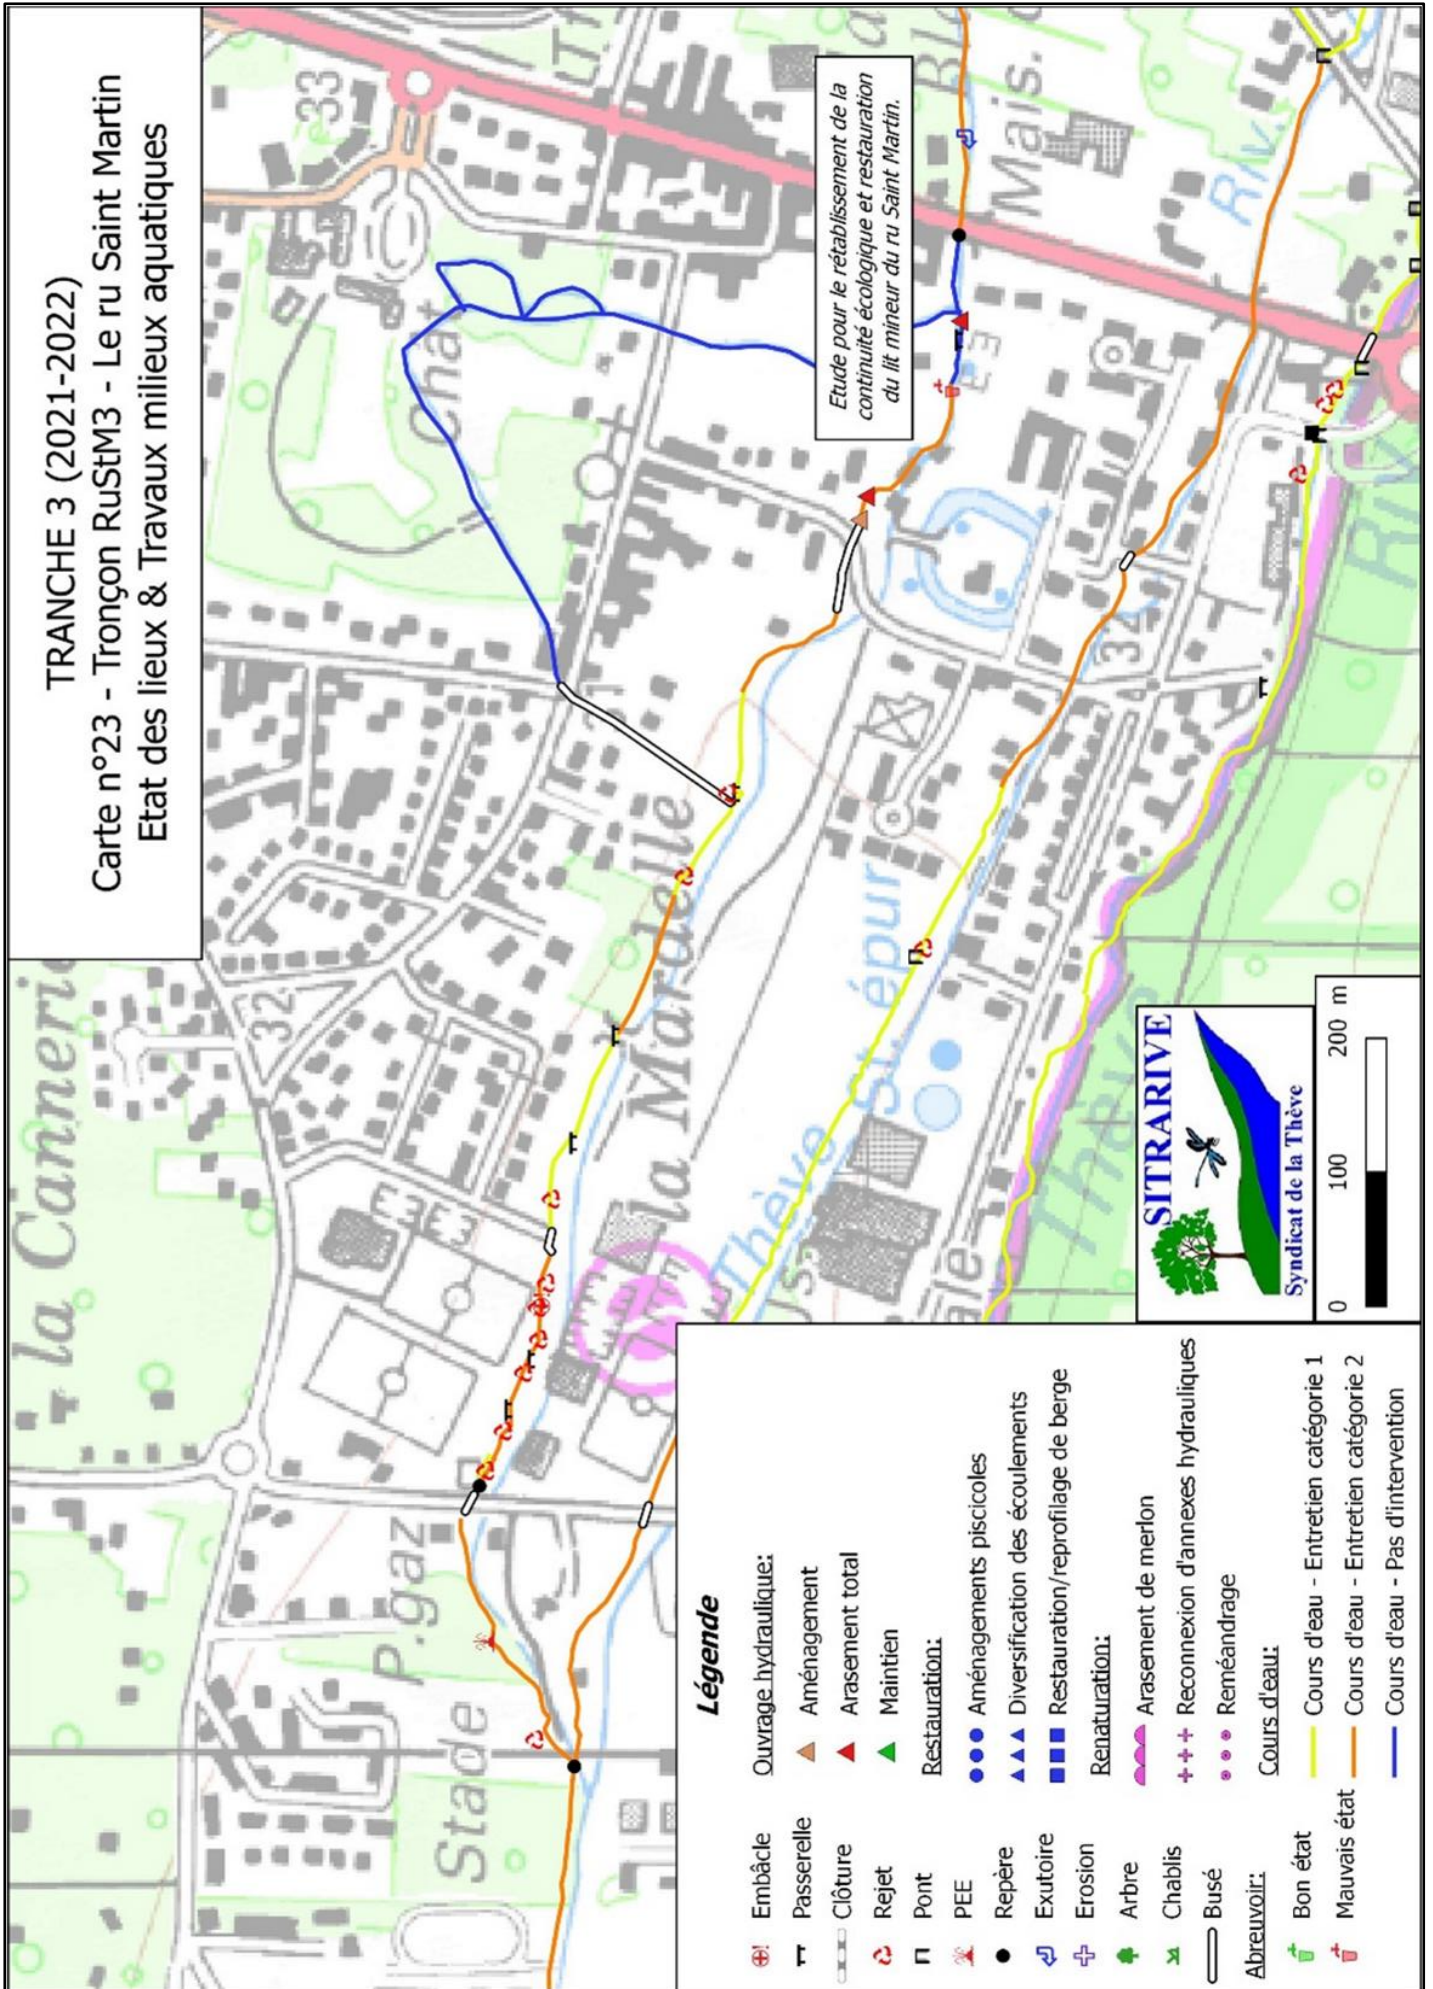 TRANCHE 3 (2021-2022)
Carte n°23 - Tronçon RuStM3 - Le ru Saint Martin
Etat des lieux & Travaux milieux aquatiques
Etude pour le rétablissement de la
continuité écologique et restauration
du lit mineur du ru Saint Martin.
la Canneri
33
32
Chat
Mais.
Riv.
32
la Mardelle
St. épur
Thève
Thève
P.gaz
Stade
Légende
Embâcle
Passerelle
Clôture
Rejet
Pont
PEE
Repère
Exutoire
Erosion
Arbre
Chablis
Busé
Abreuvoir:
Bon état
Mauvais état
Ouvrage hydraulique:
Aménagement
Arasement total
Maintien
Restauration:
Aménagements piscicoles
Diversification des écoulements
Restauration/reprofilage de berge
Renaturation:
Arasement de merlon
Reconnexion d'annexes hydrauliques
Reméandrage
Cours d'eau:
Cours d'eau - Entretien catégorie 1
Cours d'eau - Entretien catégorie 2
Cours d'eau - Pas d'intervention
SITRARIVE
Syndicat de la Thève
0 100 200 m